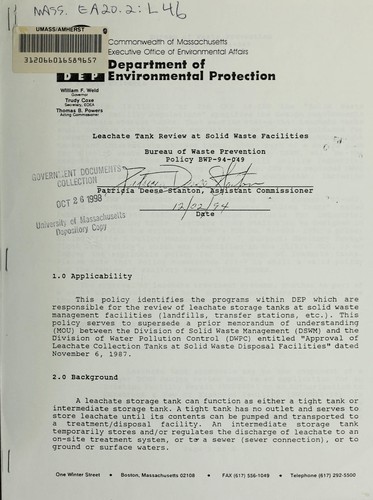 MASS. EA20.2: L46
UMASS/AMHERST
312066016589657
Commonwealth of Massachusetts
Executive Office of Environmental Affairs
Department of
Environmental Protection
DEP
William F. Weld
Governor
Trudy Coxe
Secretary, EOEA
Thomas B. Powers
Acting Commissioner
Leachate Tank Review at Solid Waste Facilities
Bureau of Waste Prevention
Policy BWP-94-049
GOVERNMENT DOCUMENTS
COLLECTION
OCT 26 1998
University of Massachusetts
Depository Copy
Patricia Deese-Stanton, Assistant Commissioner
12/02/94
Date
1.0 Applicability
This policy identifies the programs within DEP which are
responsible for the review of leachate storage tanks at solid waste
management facilities (landfills, transfer stations, etc.). This
policy serves to supersede a prior memorandum of understanding
(MOU) between the Division of Solid Waste Management (DSWM) and the
Division of Water Pollution Control (DWPC) entitled "Approval of
Leachate Collection Tanks at Solid Waste Disposal Facilities" dated
November 6, 1987.
2.0 Background
A leachate storage tank can function as either a tight tank or
intermediate storage tank. A tight tank has no outlet and serves to
store leachate until its contents can be pumped and transported to
a treatment/disposal facility. An intermediate storage tank
temporarily stores and/or regulates the discharge of leachate to an
on-site treatment system, or to a sewer (sewer connection), or to
ground or surface waters.
One Winter Street • Boston, Massachusetts 02108 • FAX (617) 556-1049 • Telephone (617) 292-5500